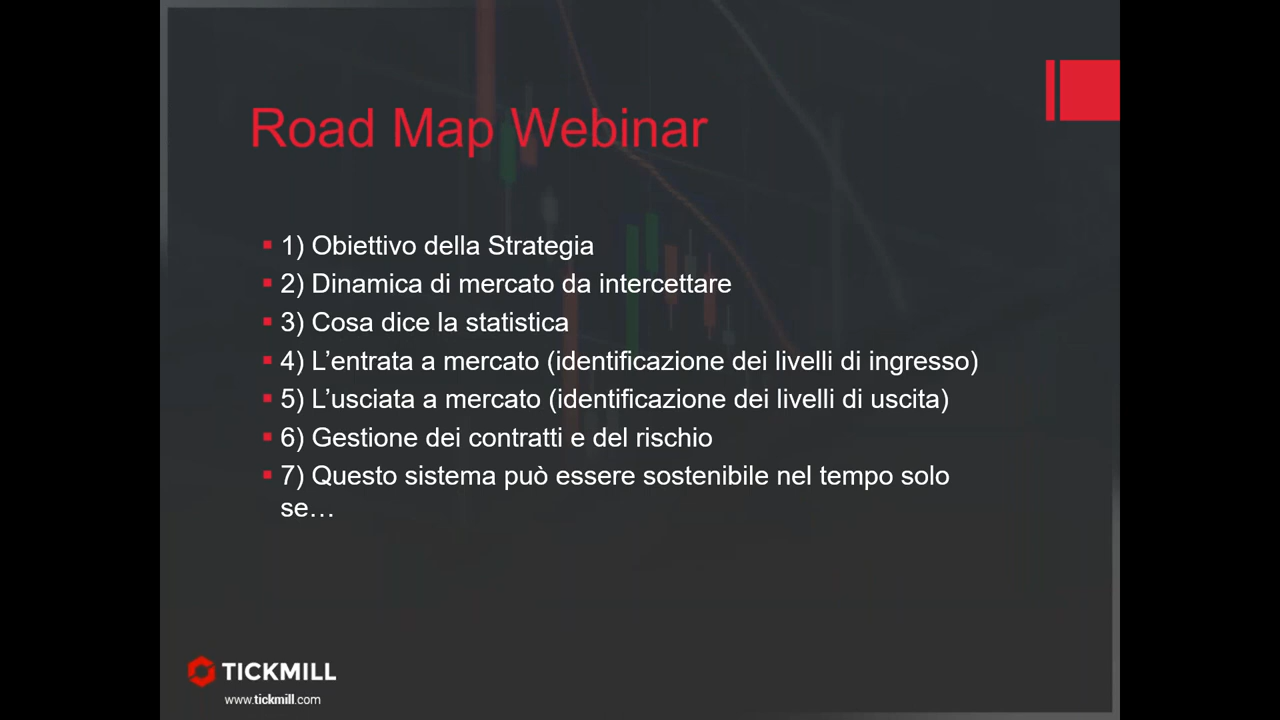 Road Map Webinar
1) Obiettivo della Strategia
2) Dinamica di mercato da intercettare
3) Cosa dice la statistica
4) L’entrata a mercato (identificazione dei livelli di ingresso)
5) L’usciata a mercato (identificazione dei livelli di uscita)
6) Gestione dei contratti e del rischio
7) Questo sistema può essere sostenibile nel tempo solo
se…
TICKMILL
www.tickmill.com